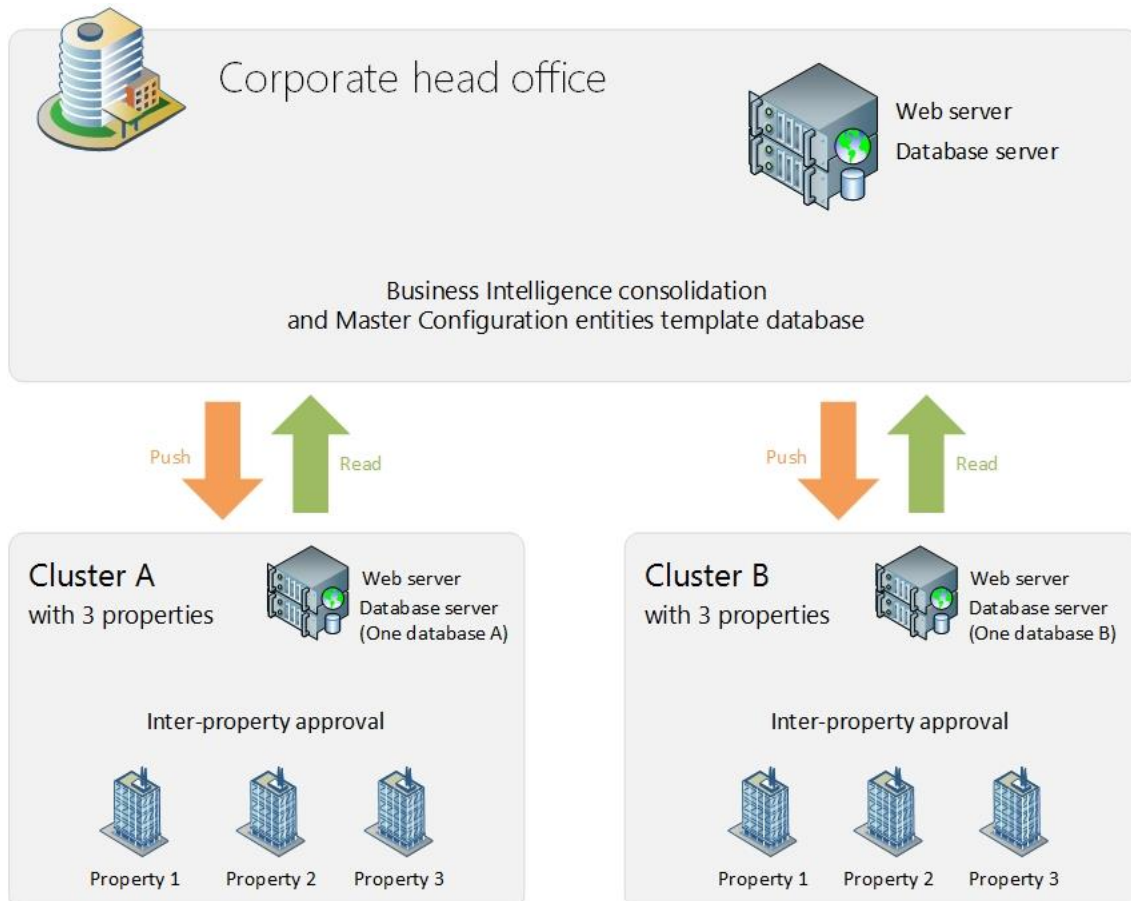 Corporate head office
Web server
Database server
Business Intelligence consolidation
and Master Configuration entities template database
Push
Read
Push
Read
Cluster A
with 3 properties
Web server
Database server
(One database A)
Inter-property approval
Property 1
Property 2
Property 3
Cluster B
with 3 properties
Web server
Database server
(One database B)
Inter-property approval
Property 1
Property 2
Property 3